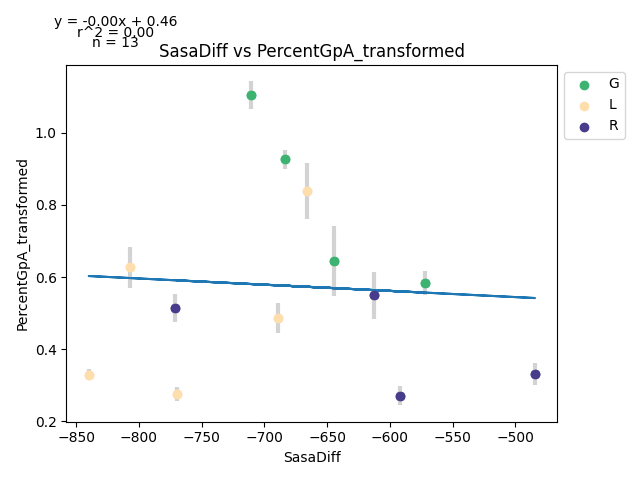 y = -0.00x + 0.46
r^2 = 0.00
n = 13
SasaDiff vs PercentGpA_transformed
G
L
R
PercentGpA_transformed
1.0
0.8
0.6
0.4
0.2
−850
−800
−750
−700
−650
−600
−550
−500
SasaDiff